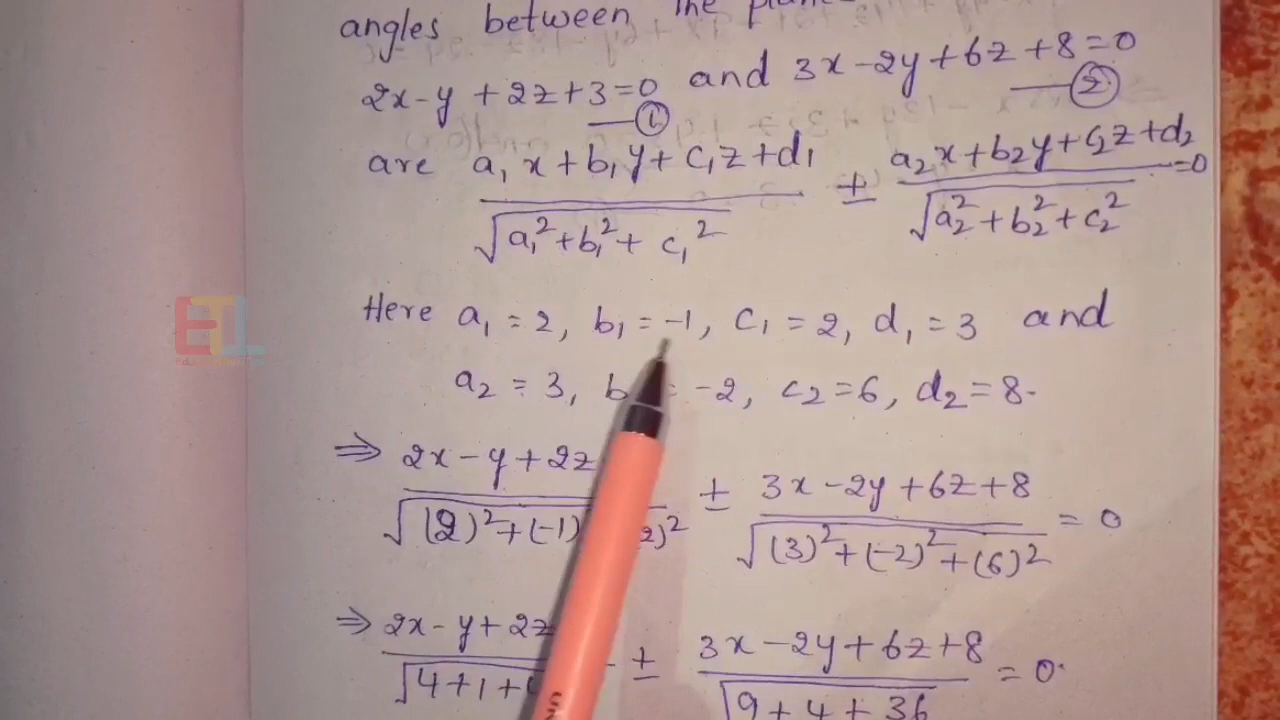 angles between the
2x-y+2z+3=0 and 3x-2y+6z+8=0
—① —②
are a₁x+b₁y+c₁z+d₁ ± a₂x+b₂y+c₂z+d₂ =0
√a₁²+b₁²+c₁² √a₂²+b₂²+c₂²
Here a₁=2, b₁=-1, c₁=2, d₁=3 and
a₂=3, b =-2, c₂=6, d₂=8.
⇒ 2x-y+2z ± 3x-2y+6z+8 = 0
√(2)²+(-1) 2)² √(3)²+(-2)²+(6)²
⇒ 2x-y+2z ± 3x-2y+6z+8 = 0.
√4+1+ √9+4+36
ETL